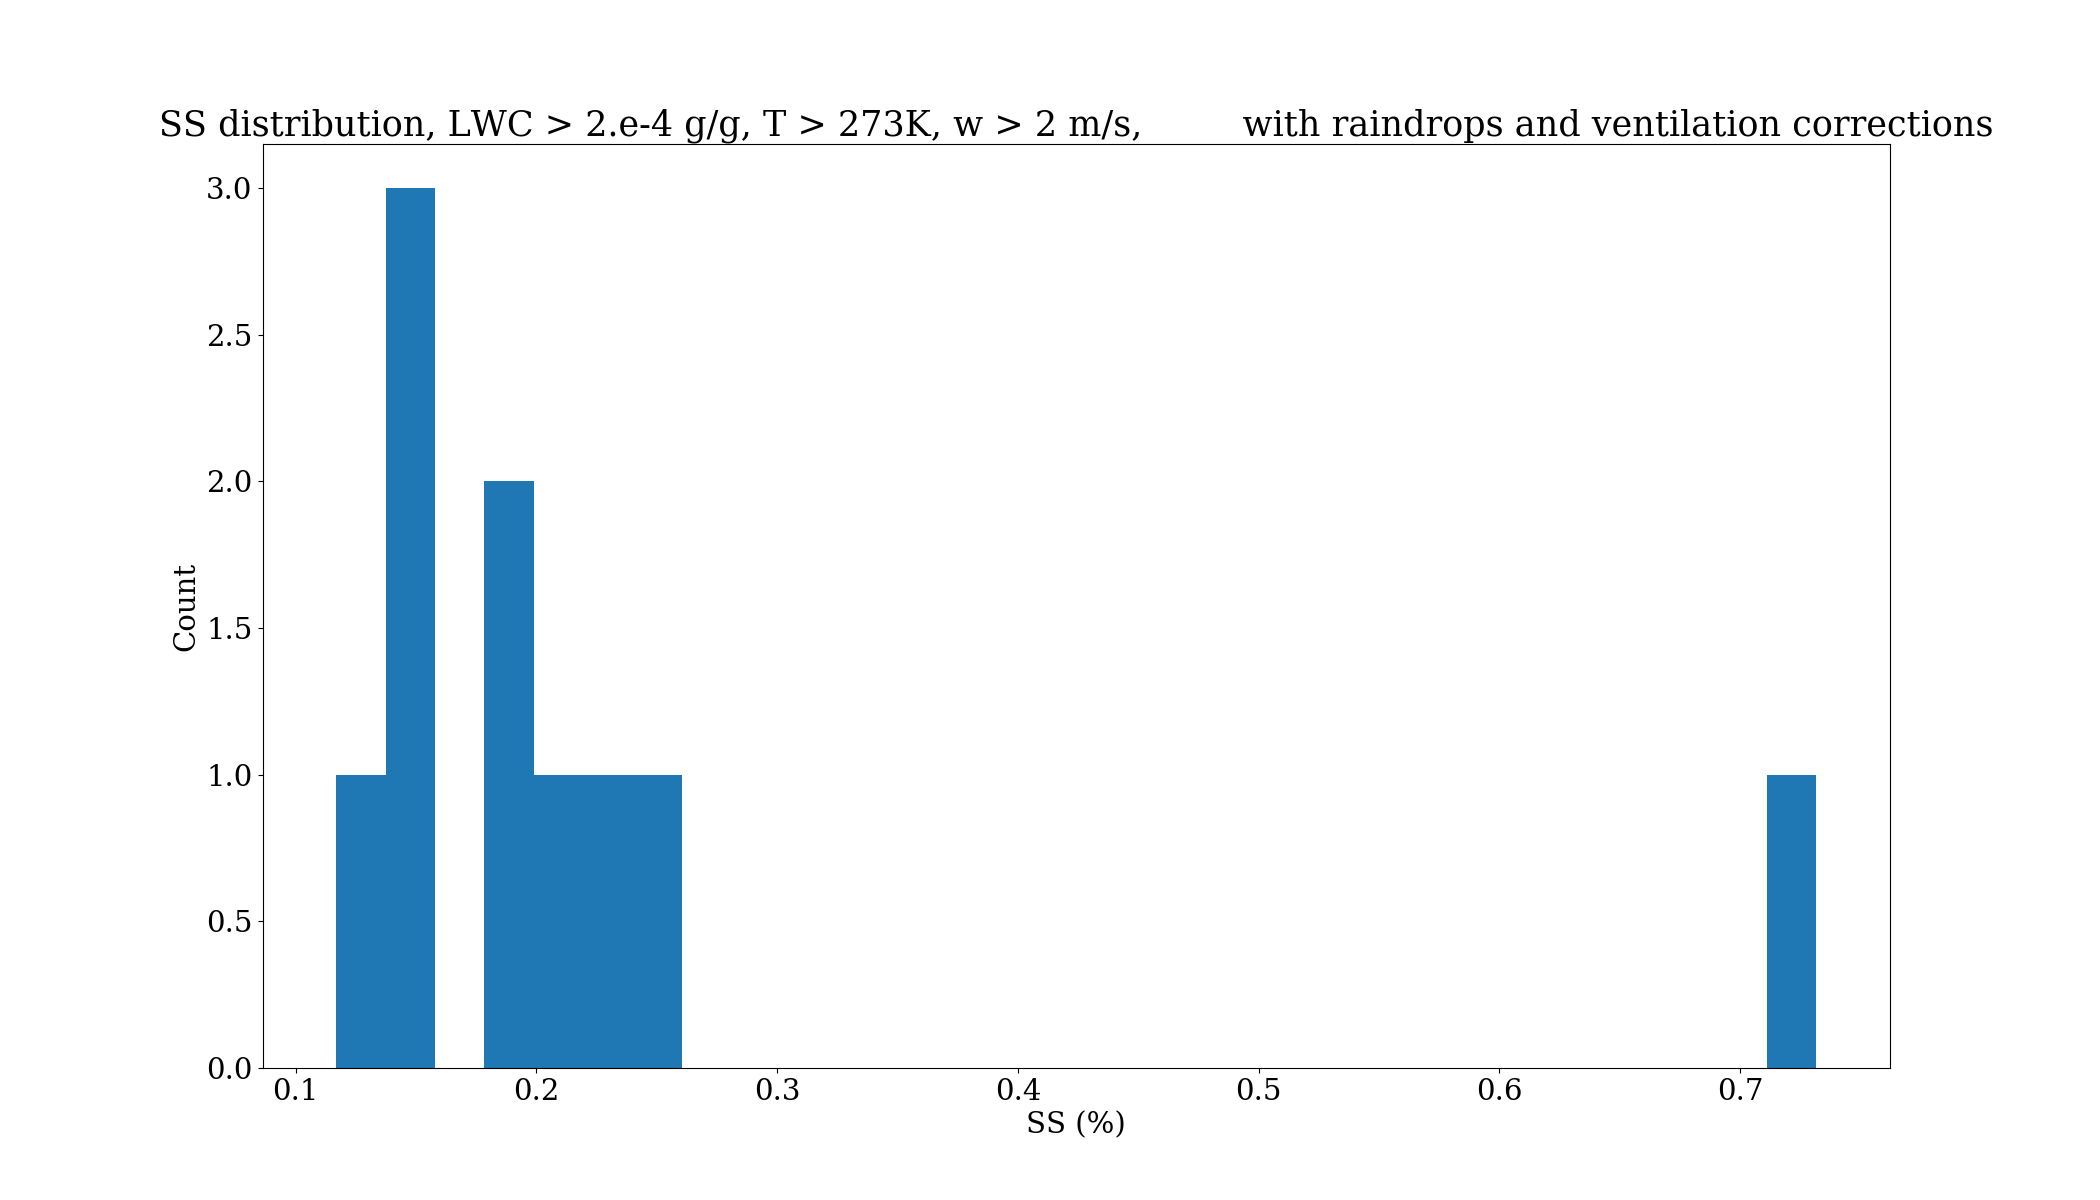 SS distribution, LWC > 2.e-4 g/g, T > 273K, w > 2 m/s,         with raindrops and ventilation corrections
3.0
2.5
2.0
1.5
1.0
0.5
0.0
Count
0.1 0.2 0.3 0.4 0.5 0.6 0.7
SS (%)